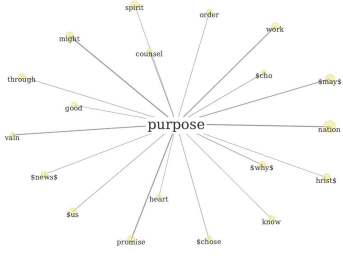 spirit
order
work
might
counsel
$cho
$may$
through
good
purpose
nation
vain
$why$
$news$
hrist$
heart
$us
know
promise
$chose